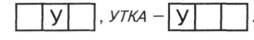 У , УТКА – У .